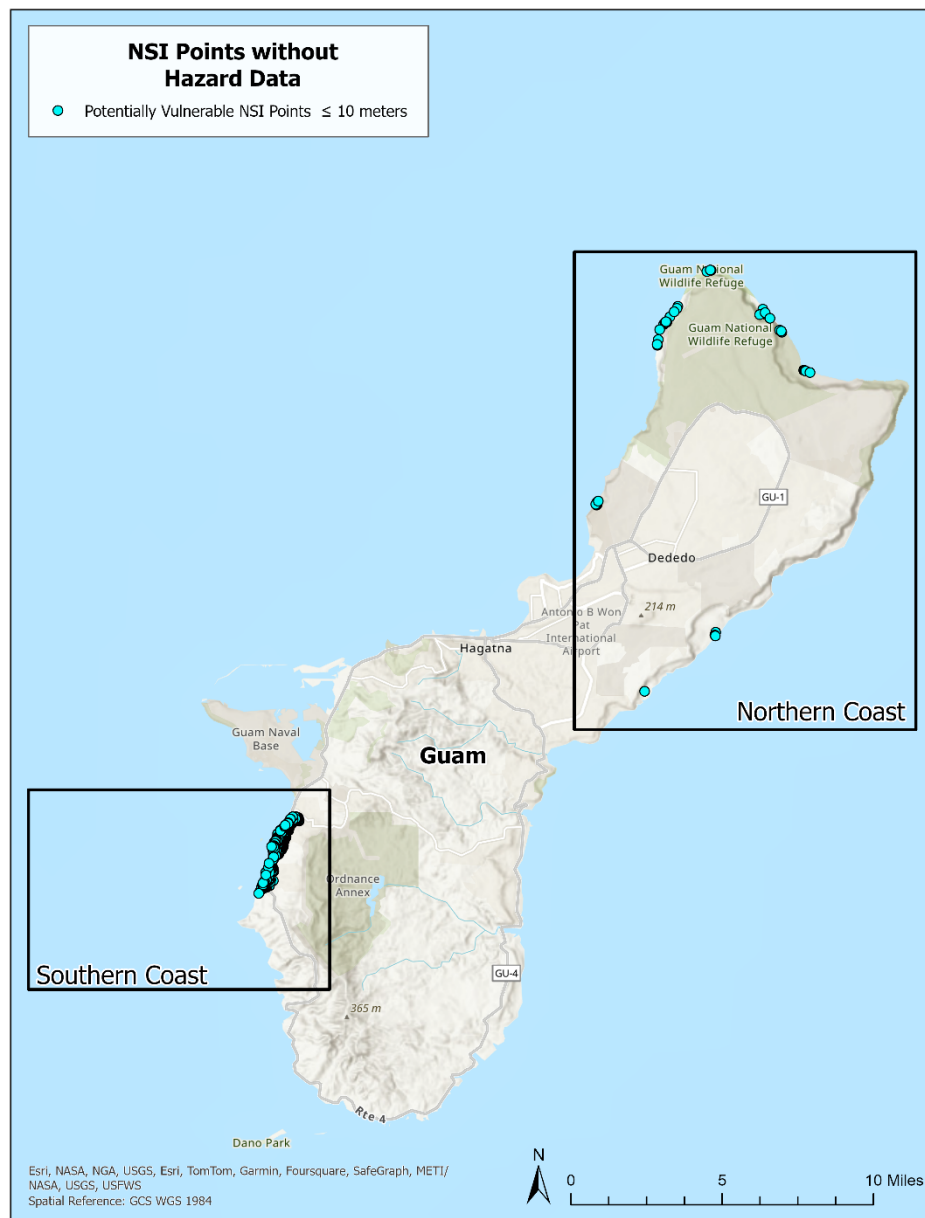 NSI Points without
Hazard Data
Potentially Vulnerable NSI Points ≤ 10 meters
Guam National
Wildlife Refuge
Guam National
Wildlife Refuge
GU-1
Dededo
214 m
Antonio B Won
Pat
International
Airport
Hagatna
Northern Coast
Guam Naval
Base
Guam
Ordnance
Annex
Southern Coast
GU-4
365 m
Rte 4
Dano Park
N
0 5 10 Miles
Esri, NASA, NGA, USGS, Esri, TomTom, Garmin, Foursquare, SafeGraph, METI/
NASA, USGS, USFWS
Spatial Reference: GCS WGS 1984